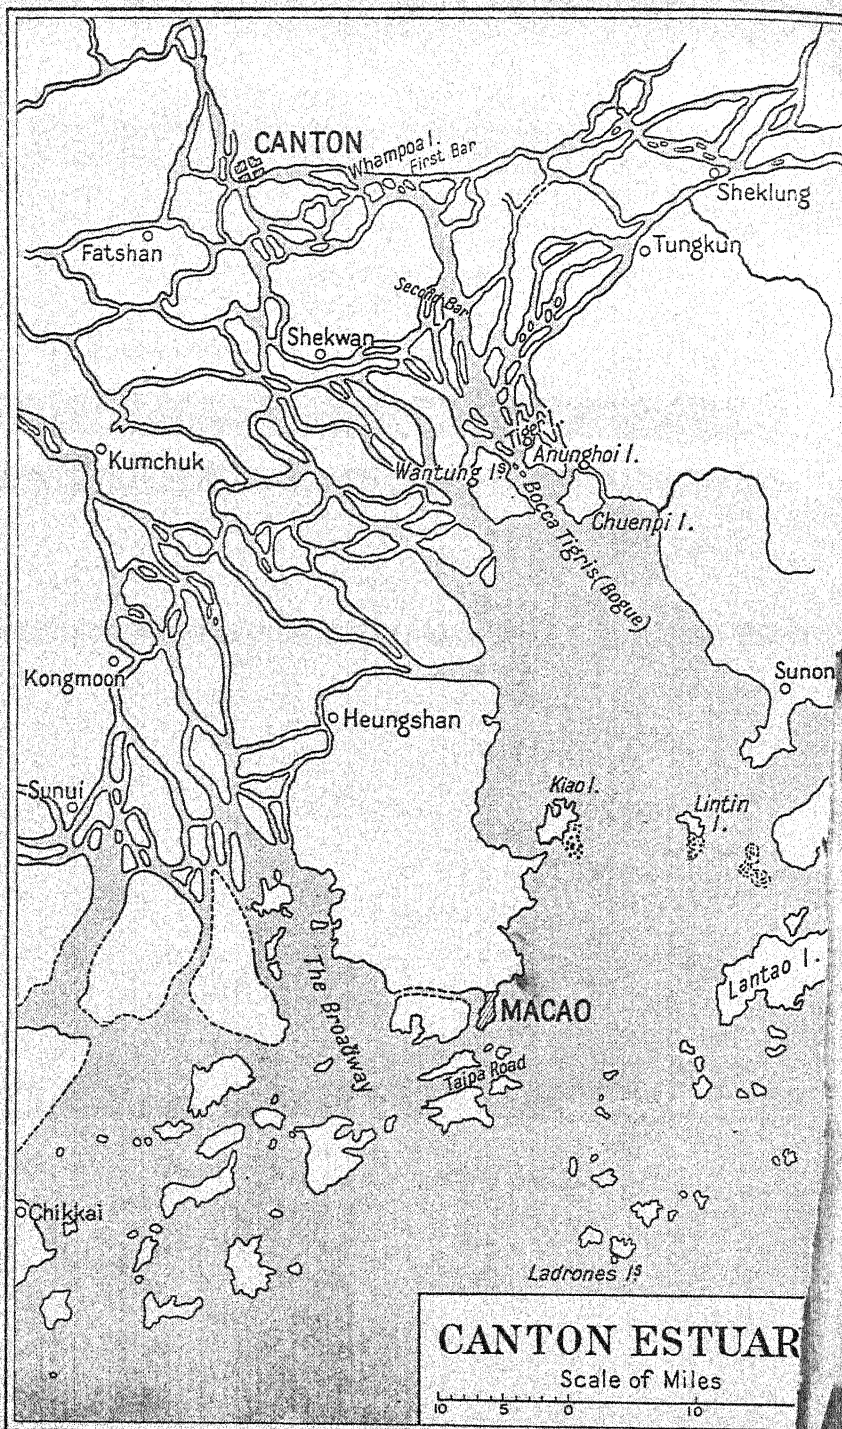 CANTON
Whampoa I.
First Bar
Sheklung
Fatshan
Tungkun
Second Bar
Shekwan
Tiger I.
Kumchuk
Wantung Is.
Anunghoi I.
Chuenpi I.
Bocca Tigris (Bogue)
Kongmoon
Sunon
Heungshan
Kiao I.
Lintin
I.
Sunui
The Broadway
Lantao I.
MACAO
Taipa Road
Chikkai
Ladrones Is.
CANTON ESTUAR
Scale of Miles
10 5 0 10